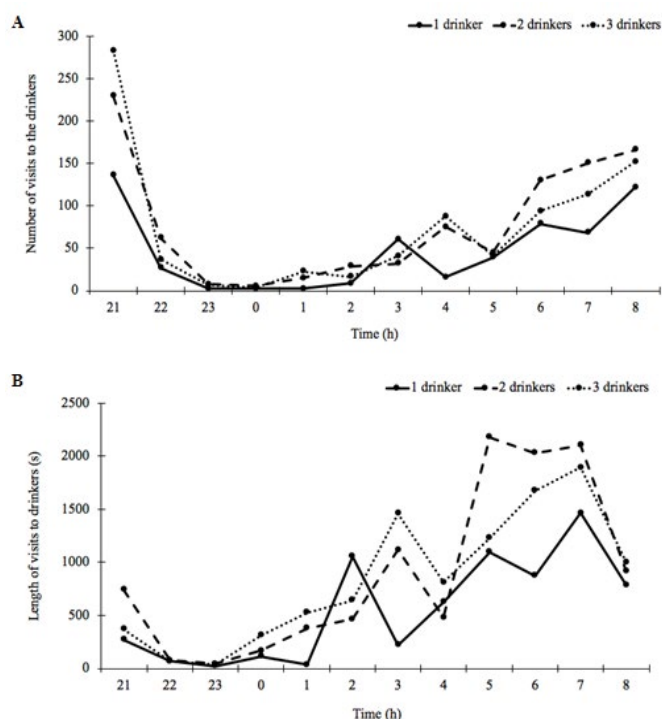 A
1 drinker 2 drinkers 3 drinkers
300
250
200
150
100
50
0
Number of visits to the drinkers
21 22 23 0 1 2 3 4 5 6 7 8
Time (h)
B
1 drinker 2 drinkers 3 drinkers
2500
2000
1500
1000
500
0
Length of visits to drinkers (s)
21 22 23 0 1 2 3 4 5 6 7 8
Time (h)